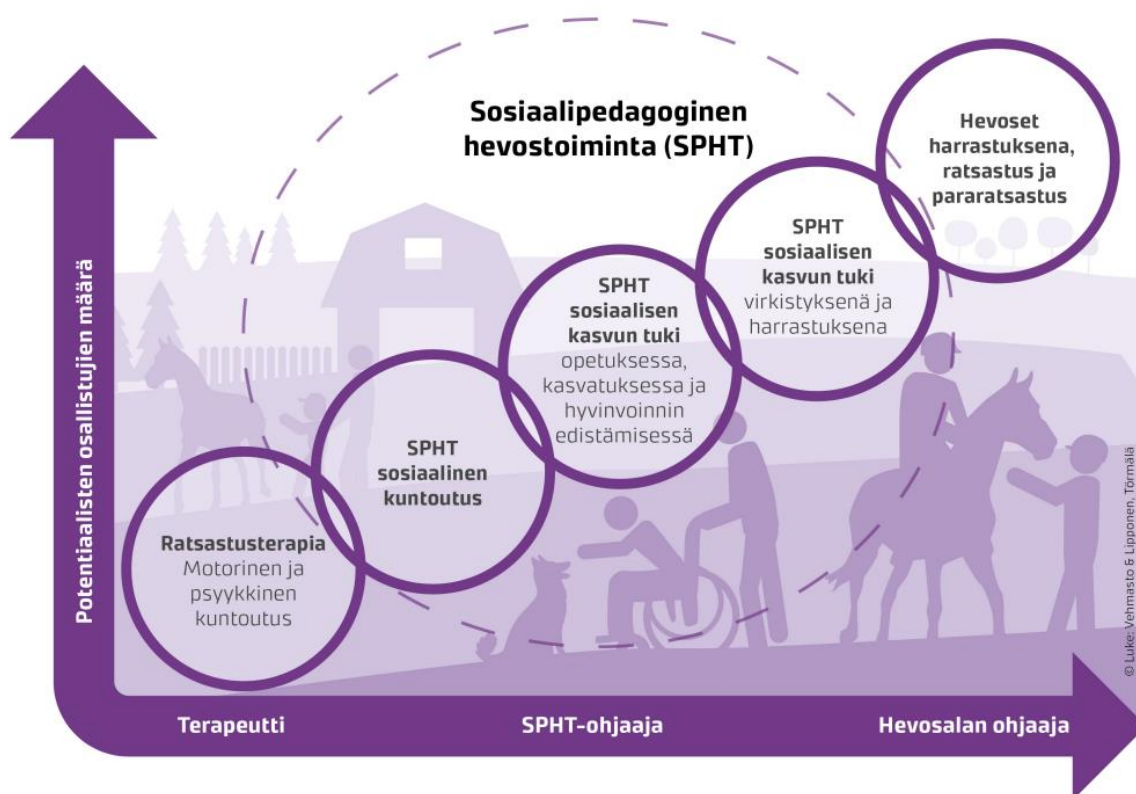 Sosiaalipedagoginen
hevostoiminta (SPHT)
Hevoset
harrastuksena,
ratsastus ja
pararatsastus
SPHT
sosiaalisen
kasvun tuki
virkistyksenä ja
harrastuksena
SPHT
sosiaalisen
kasvun tuki
opetuksessa,
kasvatuksessa ja
hyvinvoinnin
edistämisessä
SPHT
sosiaalinen
kuntoutus
Ratsastusterapia
Motorinen ja
psyykkinen
kuntoutus
Potentiaalisten osallistujien määrä
Terapeutti
SPHT-ohjaaja
Hevosalan ohjaaja
© Luke: Vehmasto & Lipponen, Törmälä